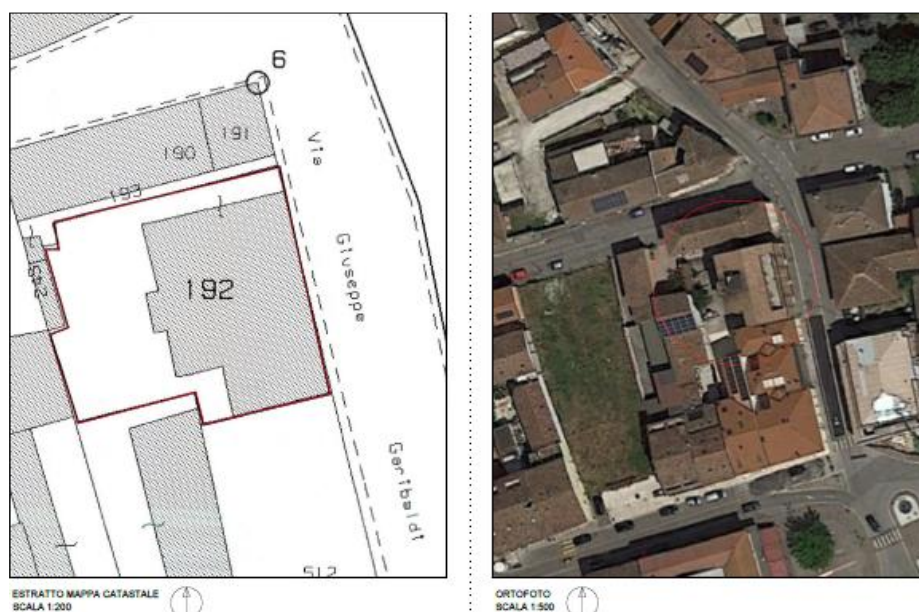 6
191
190
Via
193
Giuseppe
192
Garibaldi
512
ESTRATTO MAPPA CATASTALE
SCALA 1:200
ORTOFOTO
SCALA 1:500